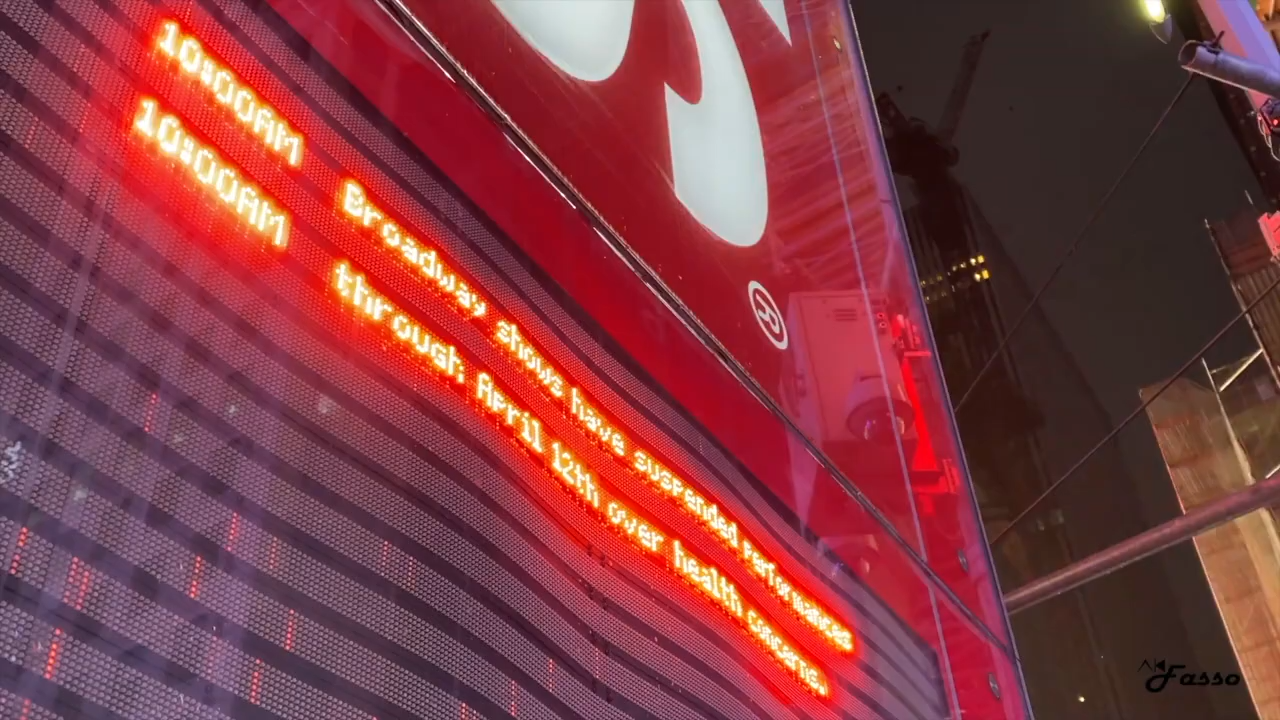 10:00AM Broadway shows have suspended performances
10:00AM through April 12th over health concerns.
Fasso